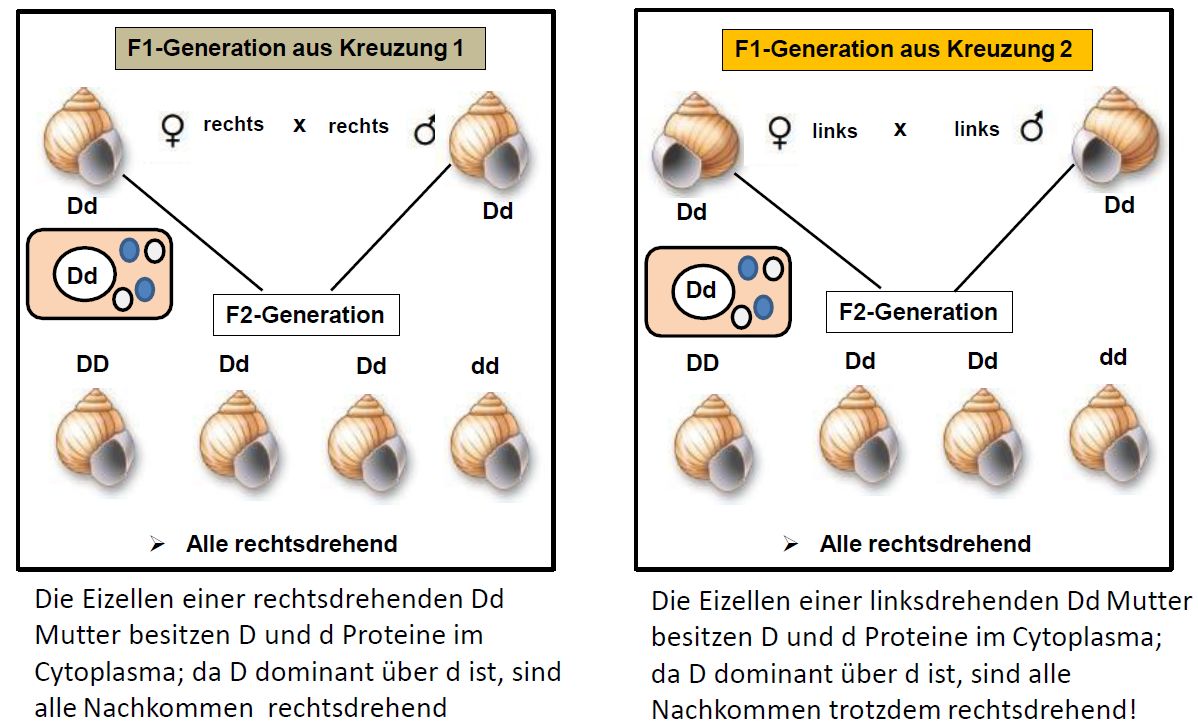 F1-Generation aus Kreuzung 1
♀ rechts x rechts ♂
Dd
Dd
Dd
F2-Generation
DD Dd Dd dd
➢ Alle rechtsdrehend
Die Eizellen einer rechtsdrehenden Dd
Mutter besitzen D und d Proteine im
Cytoplasma; da D dominant über d ist, sind
alle Nachkommen rechtsdrehend
F1-Generation aus Kreuzung 2
♀ links x links ♂
Dd
Dd
Dd
F2-Generation
DD Dd Dd dd
➢ Alle rechtsdrehend
Die Eizellen einer linksdrehenden Dd Mutter
besitzen D und d Proteine im Cytoplasma;
da D dominant über d ist, sind alle
Nachkommen trotzdem rechtsdrehend!